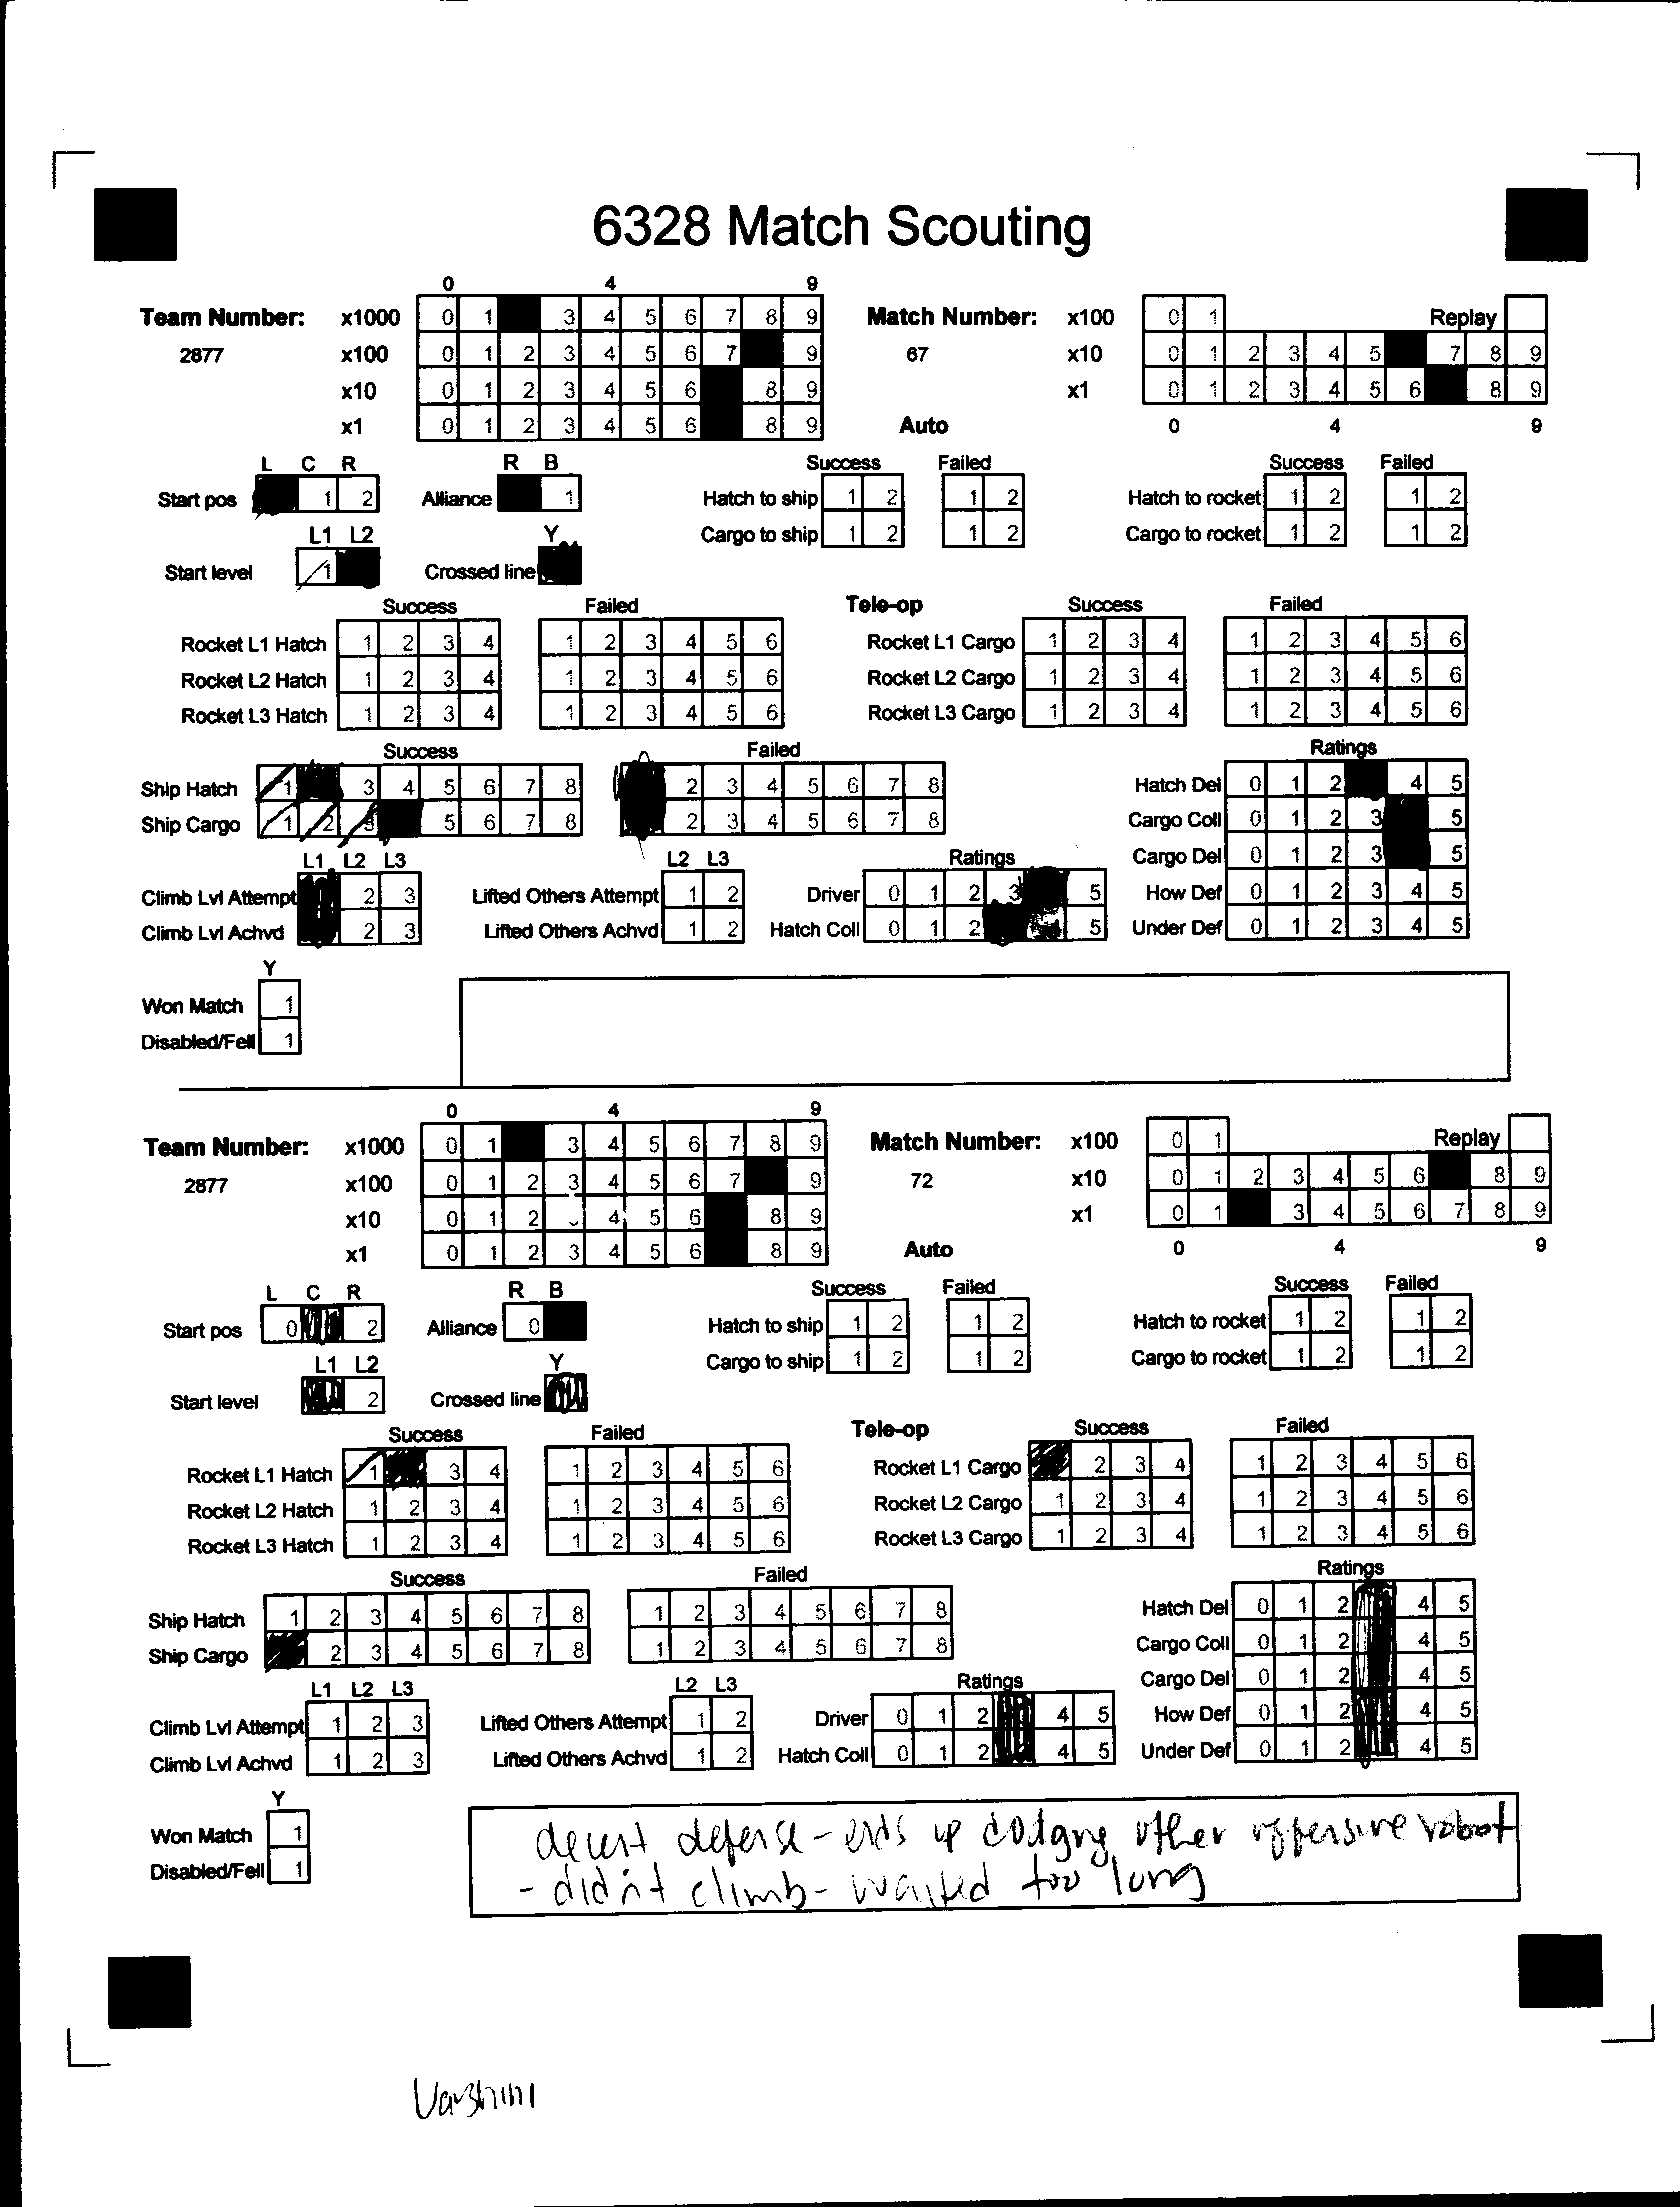 6328 Match Scouting
0 4 9
Team Number: x1000 0 1 3 4 5 6 7 8 9 Match Number: x100 0 1 Replay
2877 x100 0 1 2 3 4 5 6 7 9 67 x10 0 1 2 3 4 5 7 8 9
x10 0 1 2 3 4 5 6 8 9 x1 0 1 2 3 4 5 6 8 9
x1 0 1 2 3 4 5 6 8 9 Auto 0 4 9
L C R R B Success Failed Success Failed
Start pos 1 2 Alliance 1 Hatch to ship 1 2 1 2 Hatch to rocket 1 2 1 2
L1 L2 Y Cargo to ship 1 2 1 2 Cargo to rocket 1 2 1 2
Start level 1 Crossed line
Success Failed Tele-op Success Failed
Rocket L1 Hatch 1 2 3 4 1 2 3 4 5 6 Rocket L1 Cargo 1 2 3 4 1 2 3 4 5 6
Rocket L2 Hatch 1 2 3 4 1 2 3 4 5 6 Rocket L2 Cargo 1 2 3 4 1 2 3 4 5 6
Rocket L3 Hatch 1 2 3 4 1 2 3 4 5 6 Rocket L3 Cargo 1 2 3 4 1 2 3 4 5 6
Success Failed Ratings
Ship Hatch 1 3 4 5 6 7 8 2 3 4 5 6 7 8 Hatch Del 0 1 2 4 5
Ship Cargo 1 2 3 5 6 7 8 2 3 4 5 6 7 8 Cargo Coll 0 1 2 3 5
L1 L2 L3 L2 L3 Ratings Cargo Del 0 1 2 3 5
Climb Lvl Attempt 2 3 Lifted Others Attempt 1 2 Driver 0 1 2 3 5 How Def 0 1 2 3 4 5
Climb Lvl Achvd 2 3 Lifted Others Achvd 1 2 Hatch Coll 0 1 2 5 Under Def 0 1 2 3 4 5
Y
Won Match 1
Disabled/Fell 1
0 4 9
Team Number: x1000 0 1 3 4 5 6 7 8 9 Match Number: x100 0 1 Replay
2877 x100 0 1 2 3 4 5 6 7 9 72 x10 0 1 2 3 4 5 6 8 9
x10 0 1 2 4 5 6 8 9 x1 0 1 3 4 5 6 7 8 9
x1 0 1 2 3 4 5 6 8 9 Auto 0 4 9
L C R R B Success Failed Success Failed
Start pos 0 2 Alliance 0 Hatch to ship 1 2 1 2 Hatch to rocket 1 2 1 2
L1 L2 Y Cargo to ship 1 2 1 2 Cargo to rocket 1 2 1 2
Start level 2 Crossed line
Success Failed Tele-op Success Failed
Rocket L1 Hatch 1 3 4 1 2 3 4 5 6 Rocket L1 Cargo 2 3 4 1 2 3 4 5 6
Rocket L2 Hatch 1 2 3 4 1 2 3 4 5 6 Rocket L2 Cargo 1 2 3 4 1 2 3 4 5 6
Rocket L3 Hatch 1 2 3 4 1 2 3 4 5 6 Rocket L3 Cargo 1 2 3 4 1 2 3 4 5 6
Success Failed Ratings
Ship Hatch 1 2 3 4 5 6 7 8 1 2 3 4 5 6 7 8 Hatch Del 0 1 2 4 5
Ship Cargo 2 3 4 5 6 7 8 1 2 3 4 5 6 7 8 Cargo Coll 0 1 2 4 5
L1 L2 L3 L2 L3 Ratings Cargo Del 0 1 2 4 5
Climb Lvl Attempt 1 2 3 Lifted Others Attempt 1 2 Driver 0 1 2 4 5 How Def 0 1 2 4 5
Climb Lvl Achvd 1 2 3 Lifted Others Achvd 1 2 Hatch Coll 0 1 2 4 5 Under Def 0 1 2 4 5
Y
Won Match 1
Disabled/Fell 1
decent defense - ends up dodging other offensive robot
- didn't climb - waited too long
Varshini